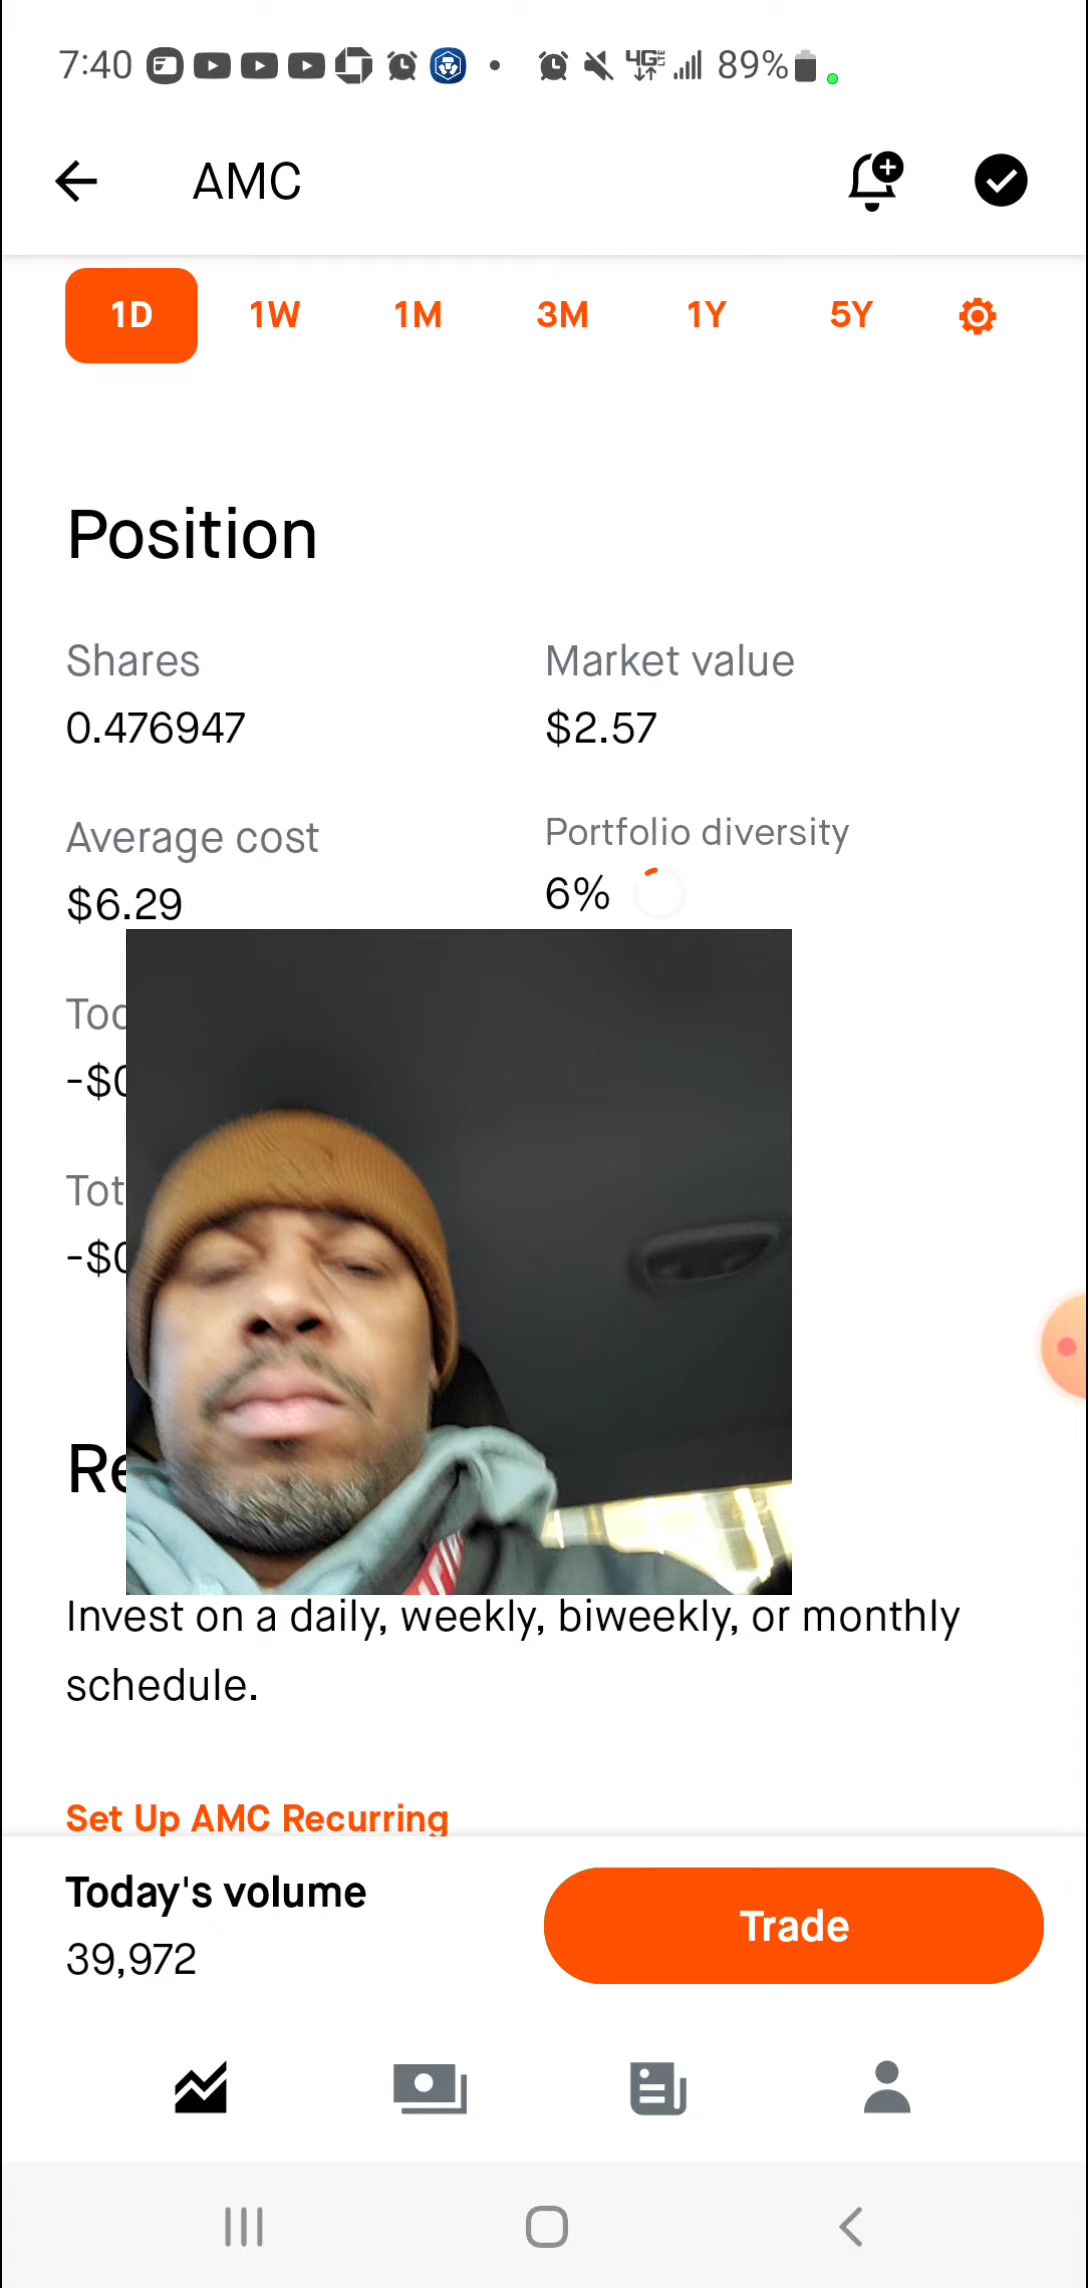 7:40 89%
AMC
1D 1W 1M 3M 1Y 5Y
Position
Shares Market value
0.476947 $2.57
Average cost Portfolio diversity
$6.29 6%
Invest on a daily, weekly, biweekly, or monthly
schedule.
Set Up AMC Recurring
Today's volume
39,972
Trade